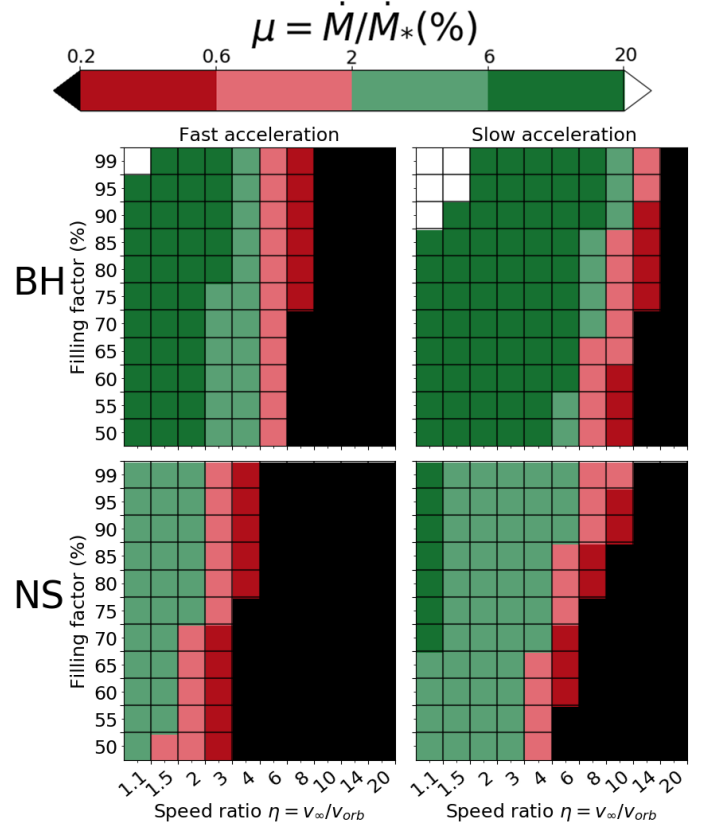 μ = Ṁ/Ṁ*(%)
0.2 0.6 2 6 20
Fast acceleration Slow acceleration
BH
Filling factor (%)
99
95
90
85
80
75
70
65
60
55
50
NS
Filling factor (%)
99
95
90
85
80
75
70
65
60
55
50
1.1 1.5 2 3 4 6 8 10 14 20
1.1 1.5 2 3 4 6 8 10 14 20
Speed ratio η = v∞/vorb Speed ratio η = v∞/vorb